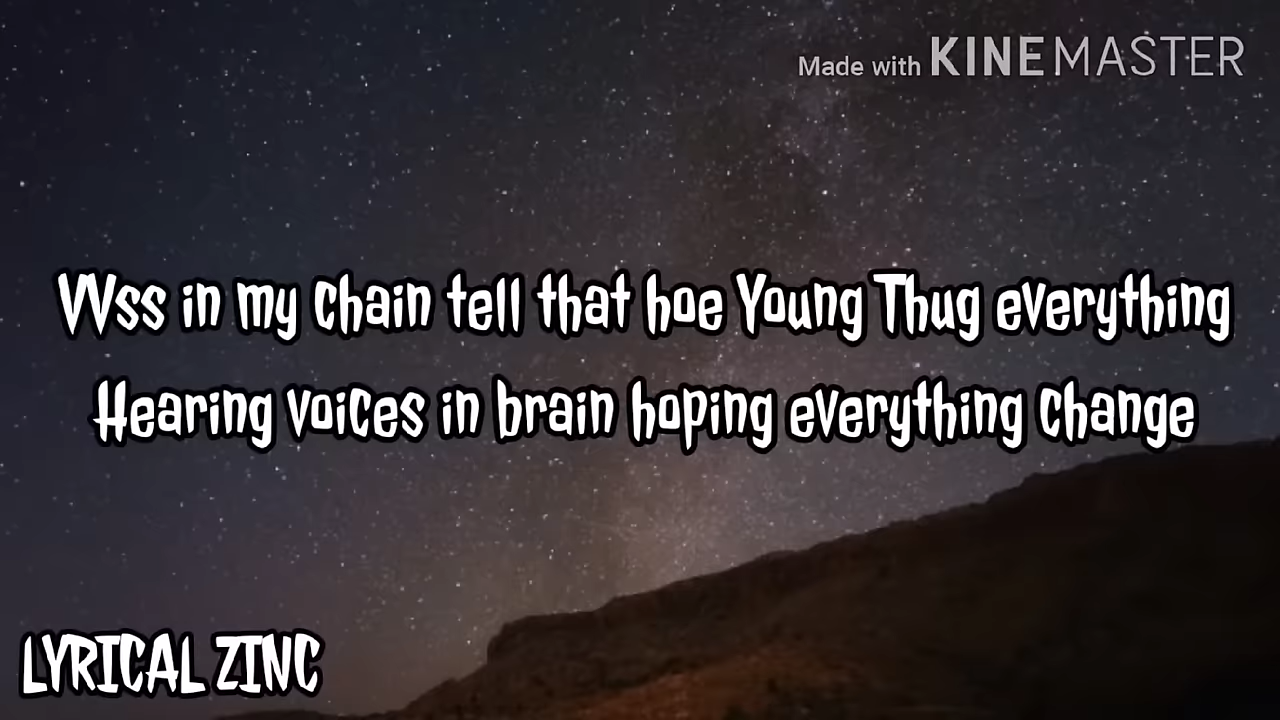 Made with KINEMASTER
VVss in my chain tell that hoe Young Thug everything
Hearing voices in brain hoping everything change
LYRICAL ZINC